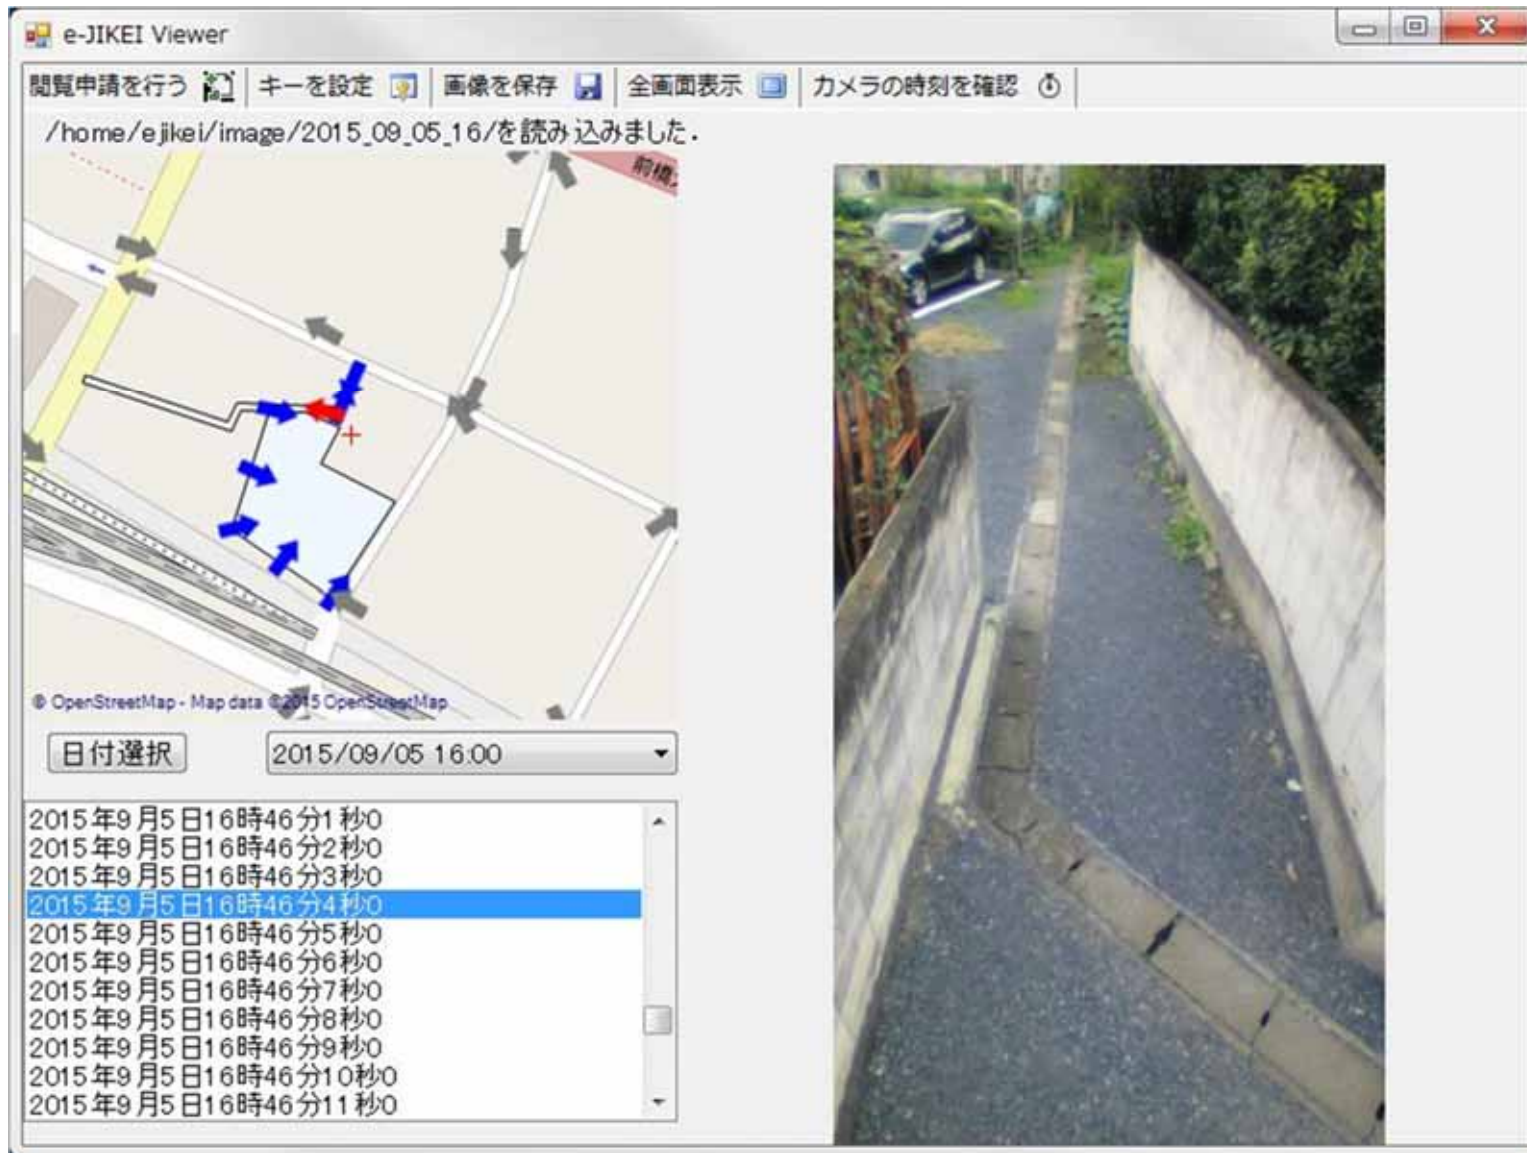 e-JIKEI Viewer
閲覧申請を行う キーを設定 画像を保存 全画面表示 カメラの時刻を確認
/home/ejikei/image/2015_09_05_16/を読み込みました.
前橋
© OpenStreetMap - Map data ©2015 OpenStreetMap
日付選択 2015/09/05 16:00
2015年9月5日16時46分1秒0
2015年9月5日16時46分2秒0
2015年9月5日16時46分3秒0
2015年9月5日16時46分4秒0
2015年9月5日16時46分5秒0
2015年9月5日16時46分6秒0
2015年9月5日16時46分7秒0
2015年9月5日16時46分8秒0
2015年9月5日16時46分9秒0
2015年9月5日16時46分10秒0
2015年9月5日16時46分11秒0